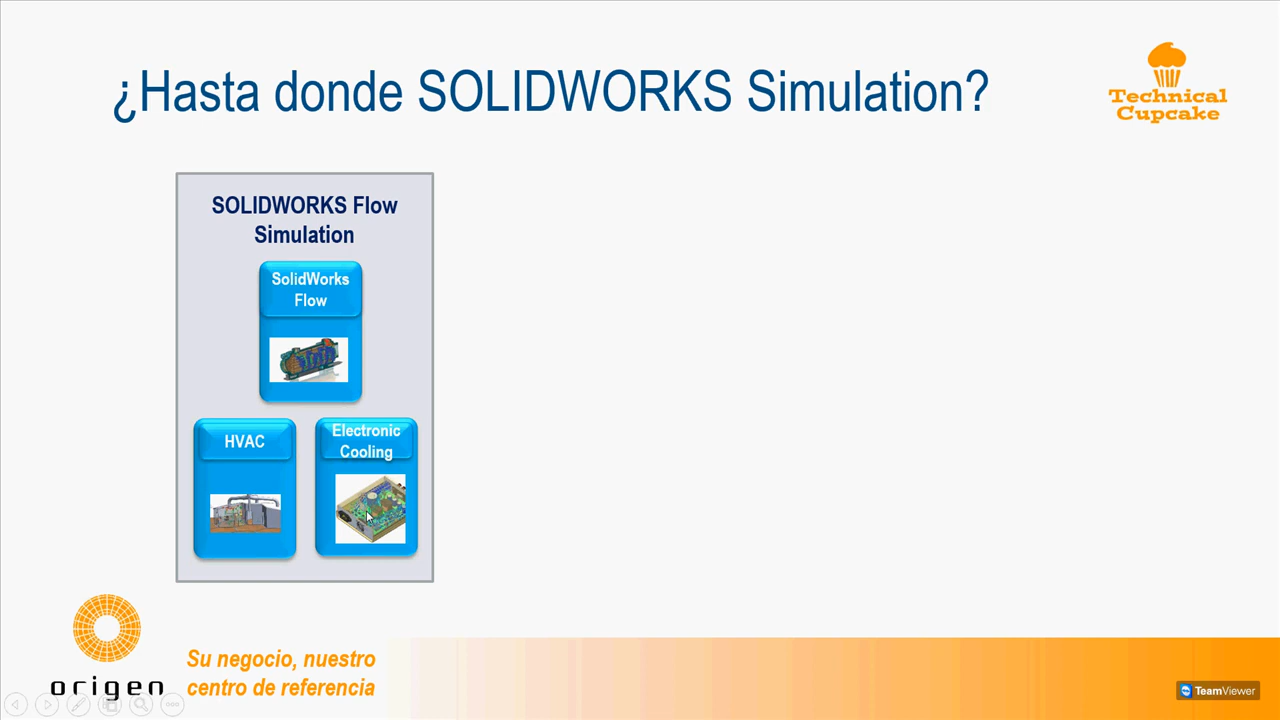 ¿Hasta donde SOLIDWORKS Simulation?
Technical
Cupcake
SOLIDWORKS Flow
Simulation
SolidWorks
Flow
HVAC
Electronic
Cooling
Su negocio, nuestro
centro de referencia
origen
TeamViewer